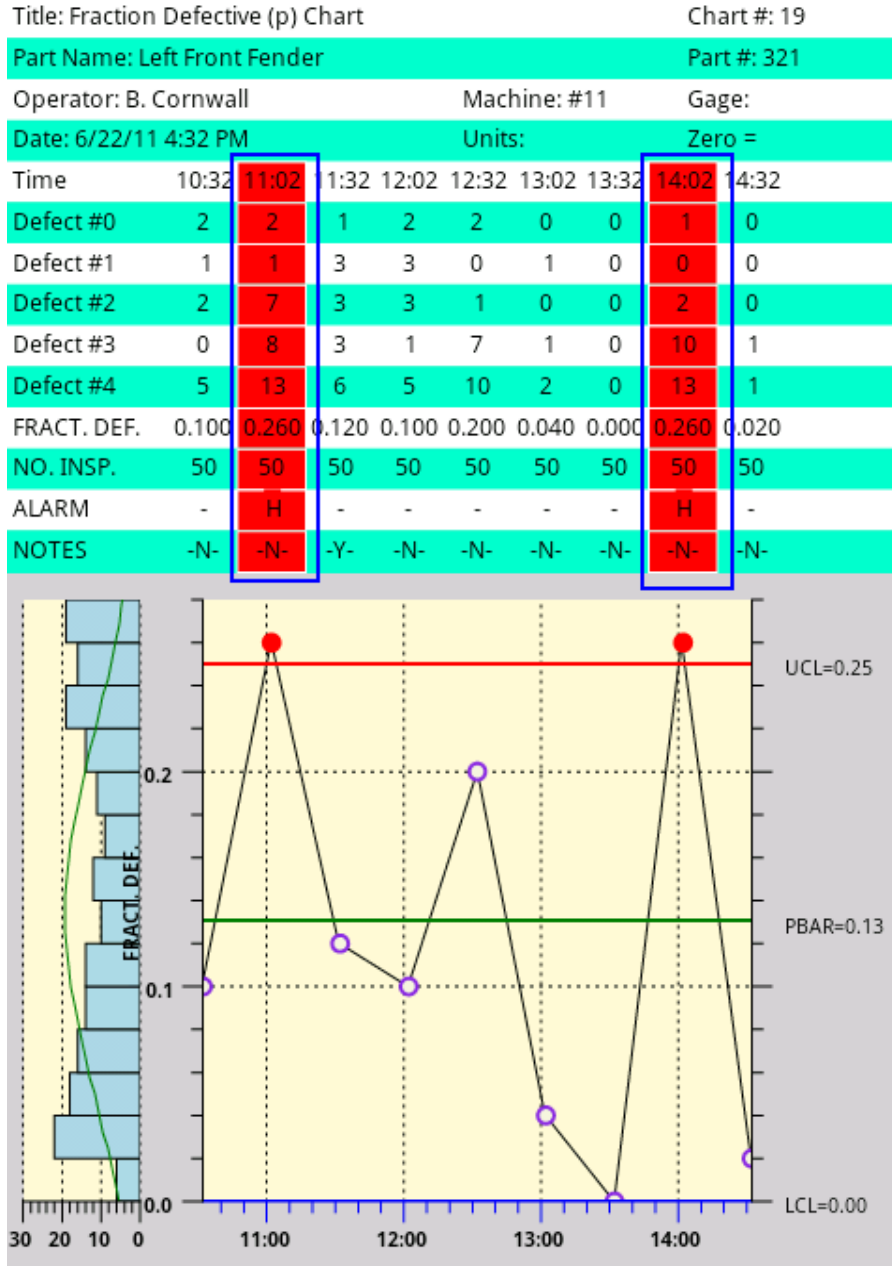 Title: Fraction Defective (p) Chart Chart #: 19
Part Name: Left Front Fender Part #: 321
Operator: B. Cornwall Machine: #11 Gage:
Date: 6/22/11 4:32 PM Units: Zero =
Time 10:32 11:02 11:32 12:02 12:32 13:02 13:32 14:02 14:32
Defect #0 2 2 1 2 2 0 0 1 0
Defect #1 1 1 3 3 0 1 0 0 0
Defect #2 2 7 3 3 1 0 0 2 0
Defect #3 0 8 3 1 7 1 0 10 1
Defect #4 5 13 6 5 10 2 0 13 1
FRACT. DEF. 0.100 0.260 0.120 0.100 0.200 0.040 0.000 0.260 0.020
NO. INSP. 50 50 50 50 50 50 50 50 50
ALARM - H - - - - - H -
NOTES -N- -N- -Y- -N- -N- -N- -N- -N- -N-
UCL=0.25
0.2
FRACT. DEF.
PBAR=0.13
0.1
0.0 LCL=0.00
30 20 10 0 11:00 12:00 13:00 14:00